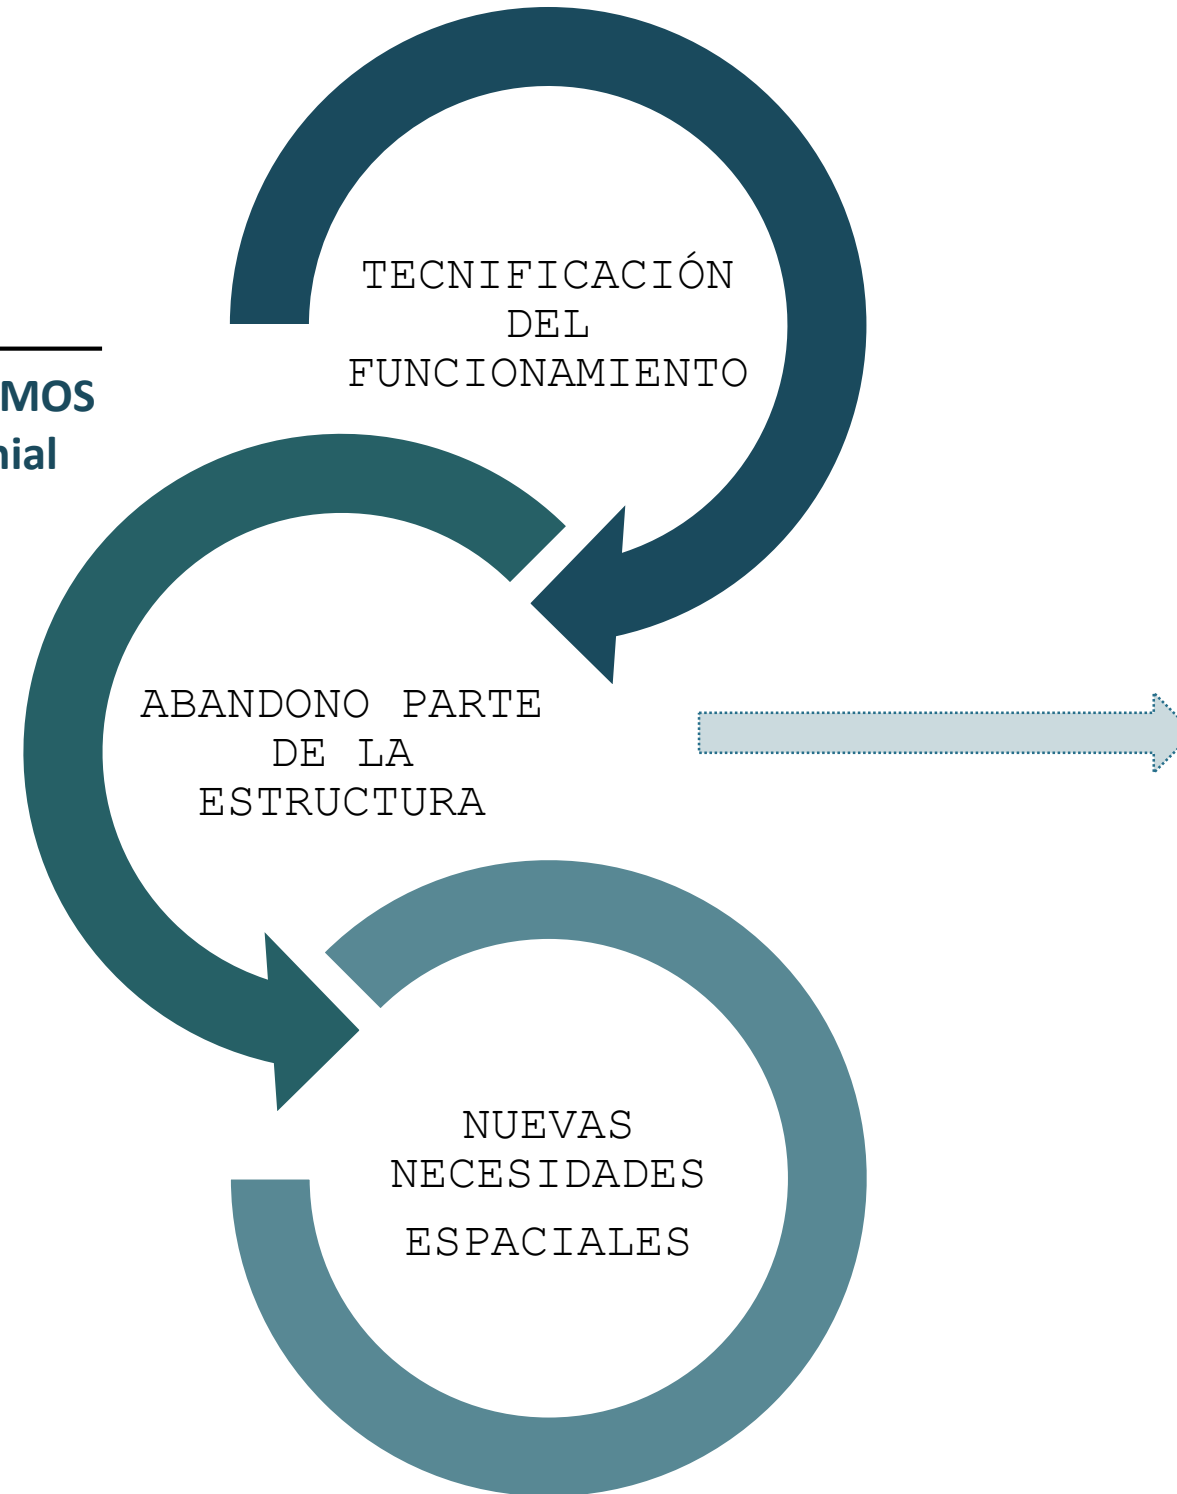 TECNIFICACIÓN
DEL
FUNCIONAMIENTO
MOS
nial
ABANDONO PARTE
DE LA
ESTRUCTURA
NUEVAS
NECESIDADES
ESPACIALES